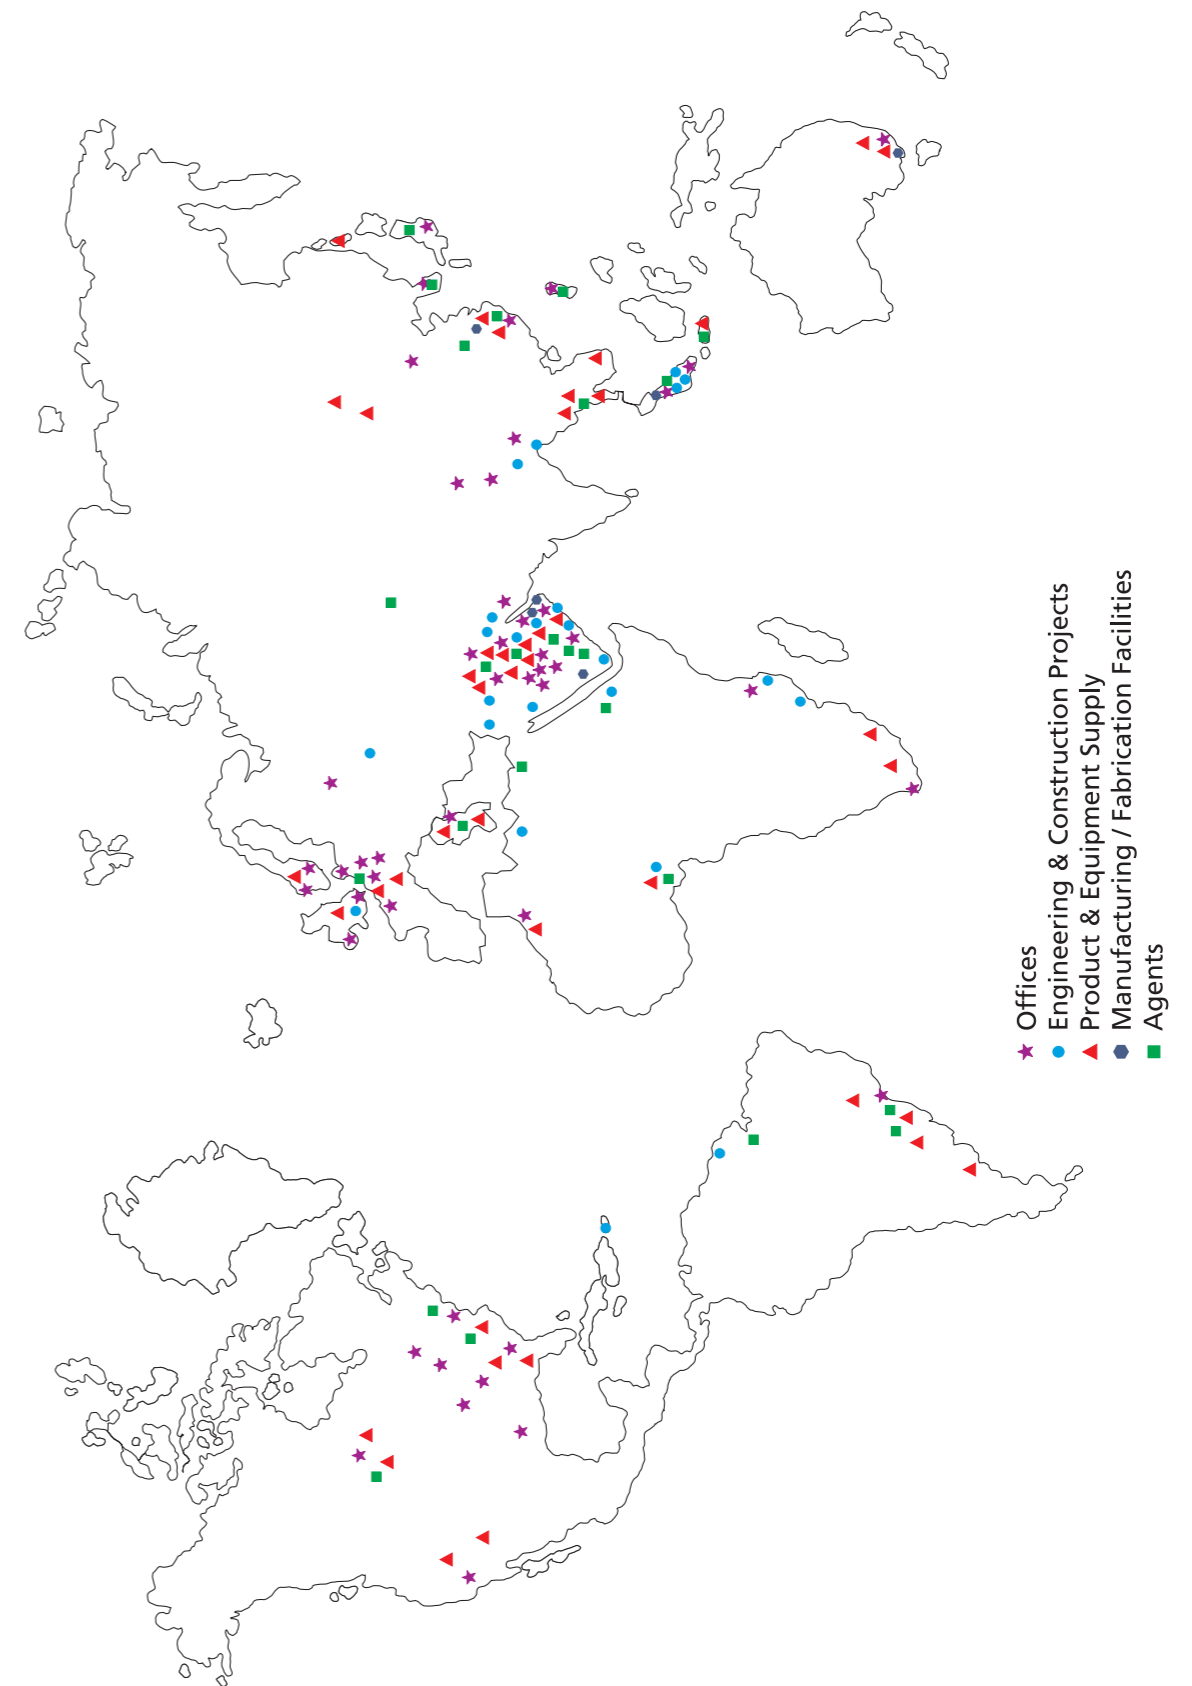 Offices
Engineering & Construction Projects
Product & Equipment Supply
Manufacturing / Fabrication Facilities
Agents